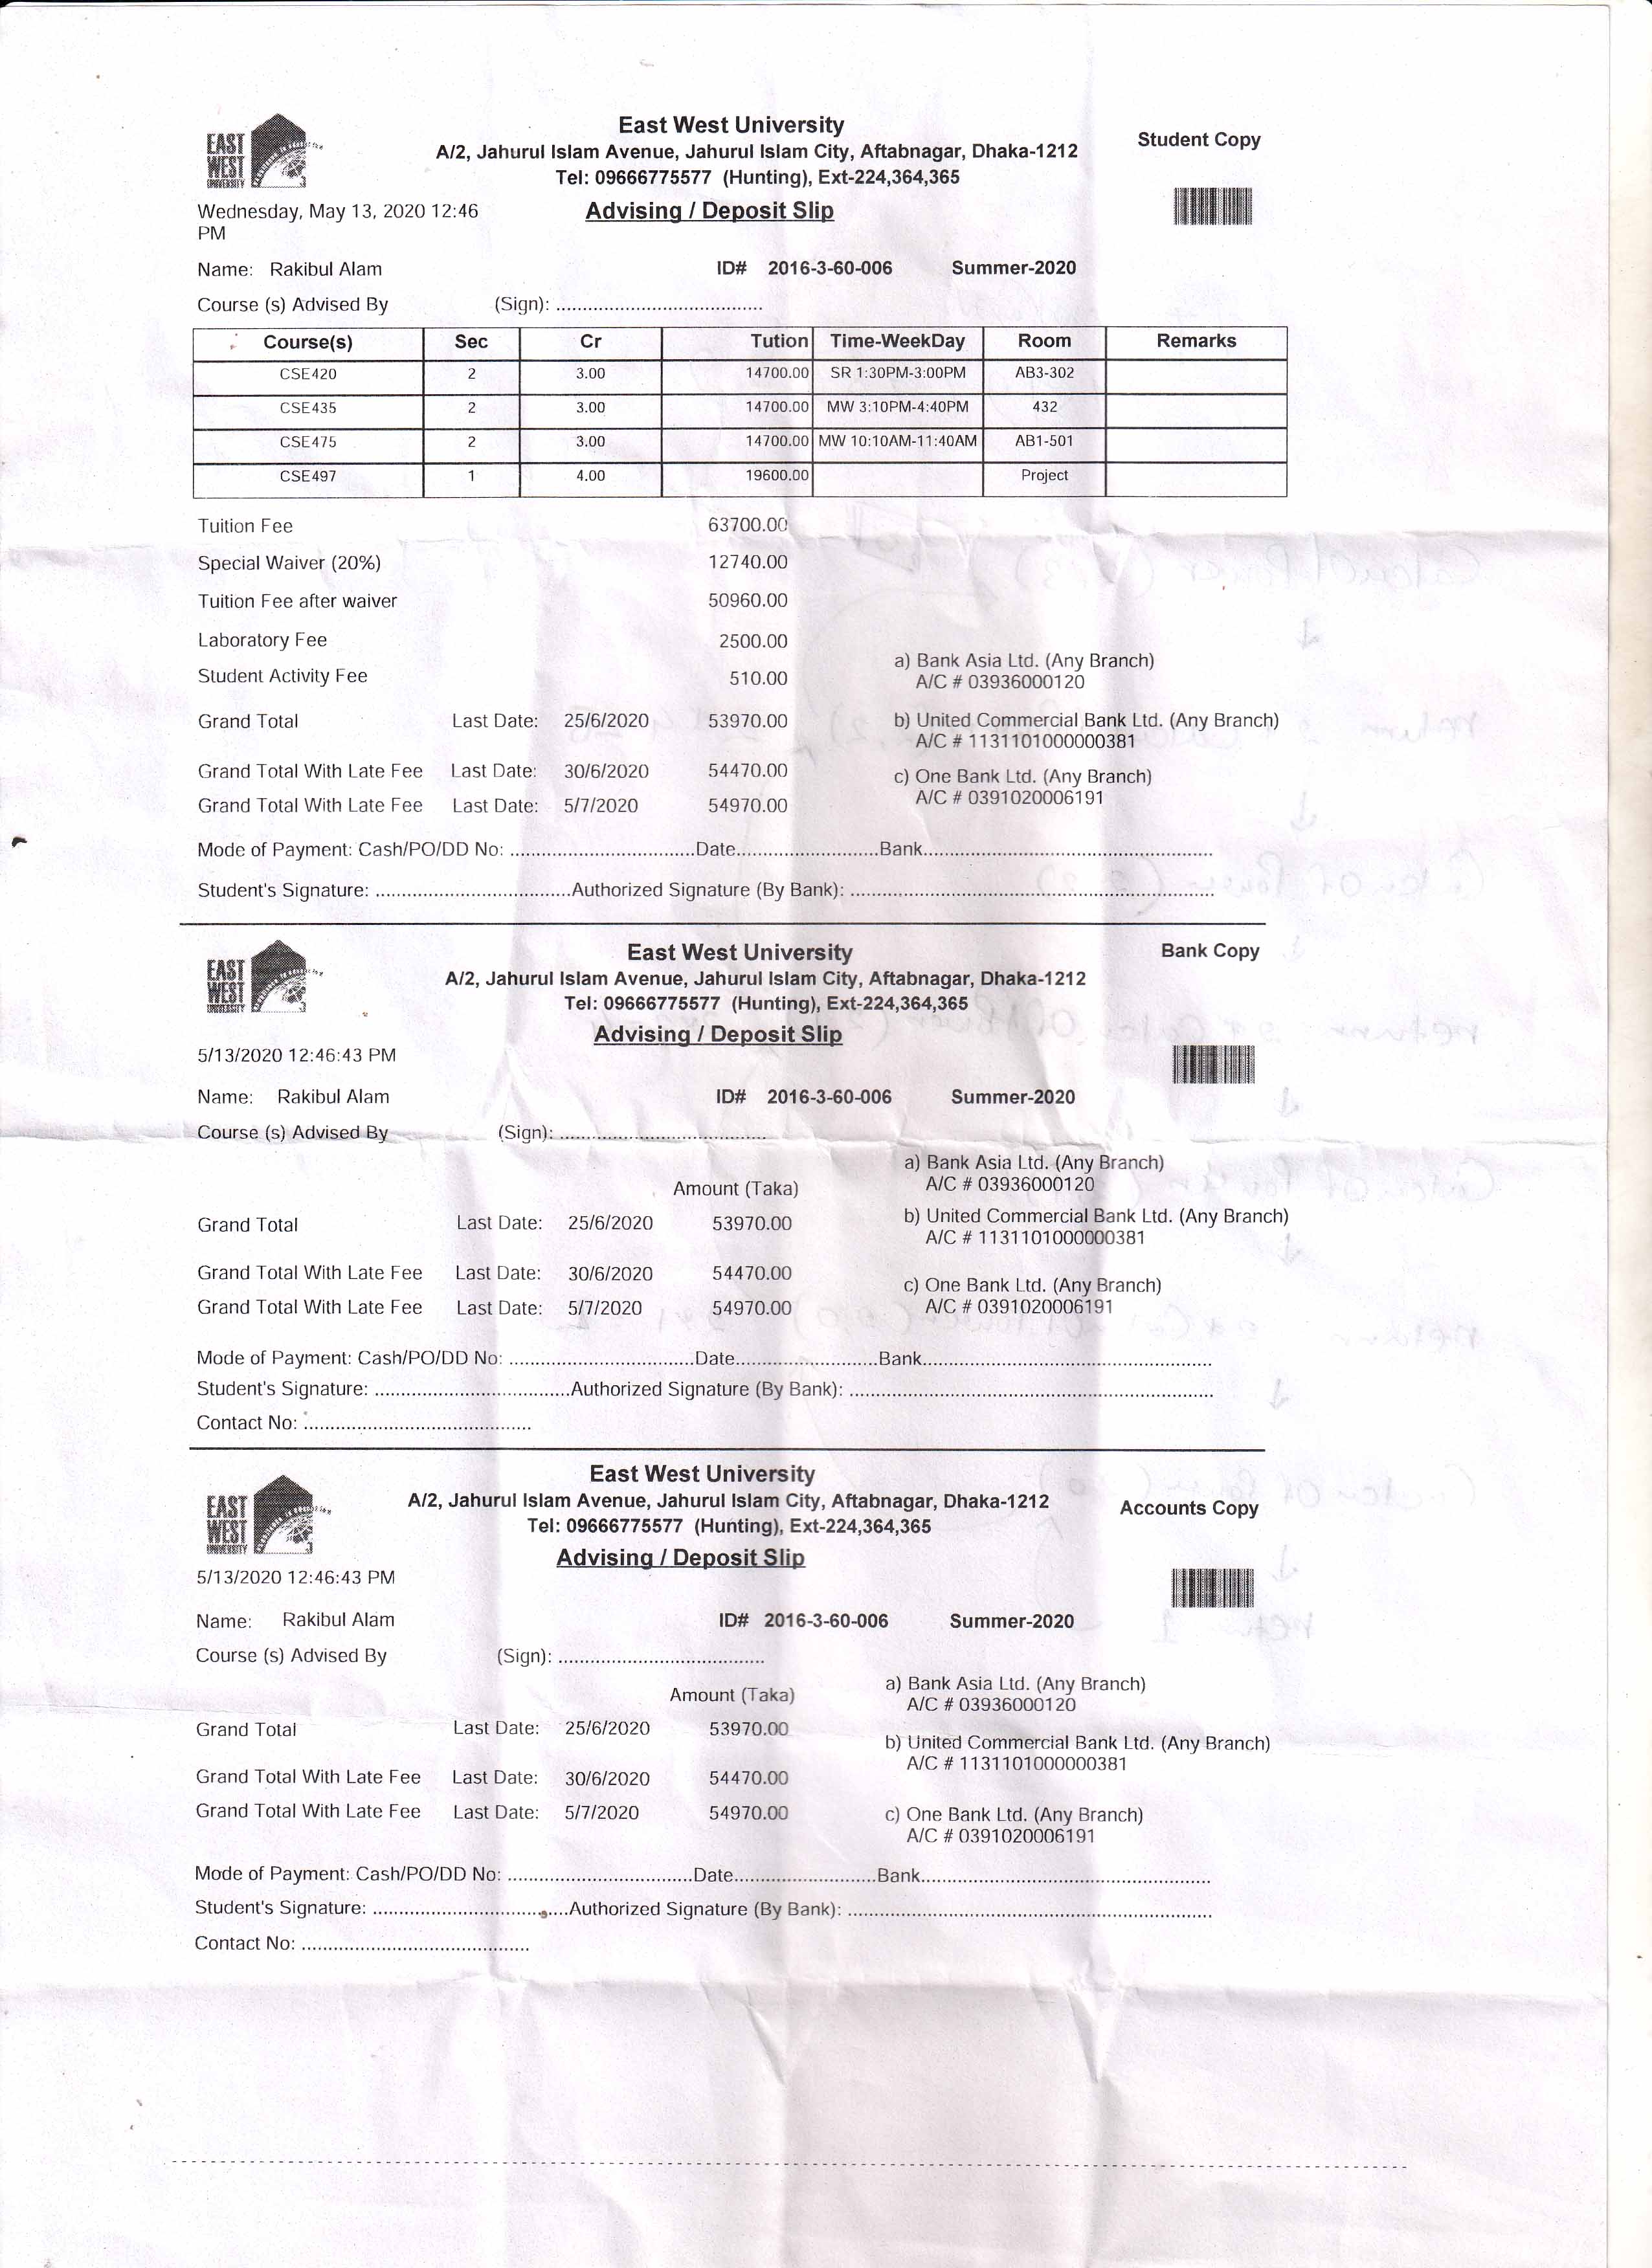 EAST
WEST
UNIVERSITY
East West University
Student Copy
A/2, Jahurul Islam Avenue, Jahurul Islam City, Aftabnagar, Dhaka-1212
Tel: 09666775577 (Hunting), Ext-224,364,365
Wednesday, May 13, 2020 12:46
PM
Advising / Deposit Slip
Name: Rakibul Alam ID# 2016-3-60-006 Summer-2020
Course (s) Advised By (Sign): .......................................
Course(s) Sec Cr Tution Time-WeekDay Room Remarks
CSE420 2 3.00 14700.00 SR 1:30PM-3:00PM AB3-302
CSE435 2 3.00 14700.00 MW 3:10PM-4:40PM 432
CSE475 2 3.00 14700.00 MW 10:10AM-11:40AM AB1-501
CSE497 1 4.00 19600.00 Project
Tuition Fee 63700.00
Special Waiver (20%) 12740.00
Tuition Fee after waiver 50960.00
Laboratory Fee 2500.00
Student Activity Fee 510.00
a) Bank Asia Ltd. (Any Branch)
A/C # 03936000120
Grand Total Last Date: 25/6/2020 53970.00
b) United Commercial Bank Ltd. (Any Branch)
A/C # 1131101000000381
Grand Total With Late Fee Last Date: 30/6/2020 54470.00
c) One Bank Ltd. (Any Branch)
A/C # 0391020006191
Grand Total With Late Fee Last Date: 5/7/2020 54970.00
Mode of Payment: Cash/PO/DD No: ...................................Date...........................Bank.......................................................
Student's Signature: .....................................Authorized Signature (By Bank): .....................................................................
EAST
WEST
UNIVERSITY
East West University
Bank Copy
A/2, Jahurul Islam Avenue, Jahurul Islam City, Aftabnagar, Dhaka-1212
Tel: 09666775577 (Hunting), Ext-224,364,365
Advising / Deposit Slip
5/13/2020 12:46:43 PM
Name: Rakibul Alam ID# 2016-3-60-006 Summer-2020
Course (s) Advised By (Sign): .......................................
a) Bank Asia Ltd. (Any Branch)
A/C # 03936000120
Amount (Taka)
Grand Total Last Date: 25/6/2020 53970.00
b) United Commercial Bank Ltd. (Any Branch)
A/C # 1131101000000381
Grand Total With Late Fee Last Date: 30/6/2020 54470.00
c) One Bank Ltd. (Any Branch)
A/C # 0391020006191
Grand Total With Late Fee Last Date: 5/7/2020 54970.00
Mode of Payment: Cash/PO/DD No: ...................................Date...........................Bank.......................................................
Student's Signature: .....................................Authorized Signature (By Bank): .....................................................................
Contact No: ...........................................
EAST
WEST
UNIVERSITY
East West University
A/2, Jahurul Islam Avenue, Jahurul Islam City, Aftabnagar, Dhaka-1212
Accounts Copy
Tel: 09666775577 (Hunting), Ext-224,364,365
Advising / Deposit Slip
5/13/2020 12:46:43 PM
Name: Rakibul Alam ID# 2016-3-60-006 Summer-2020
Course (s) Advised By (Sign): .......................................
a) Bank Asia Ltd. (Any Branch)
A/C # 03936000120
Amount (Taka)
Grand Total Last Date: 25/6/2020 53970.00
b) United Commercial Bank Ltd. (Any Branch)
A/C # 1131101000000381
Grand Total With Late Fee Last Date: 30/6/2020 54470.00
Grand Total With Late Fee Last Date: 5/7/2020 54970.00
c) One Bank Ltd. (Any Branch)
A/C # 0391020006191
Mode of Payment: Cash/PO/DD No: ...................................Date...........................Bank.......................................................
Student's Signature: .....................................Authorized Signature (By Bank): .....................................................................
Contact No: ...........................................